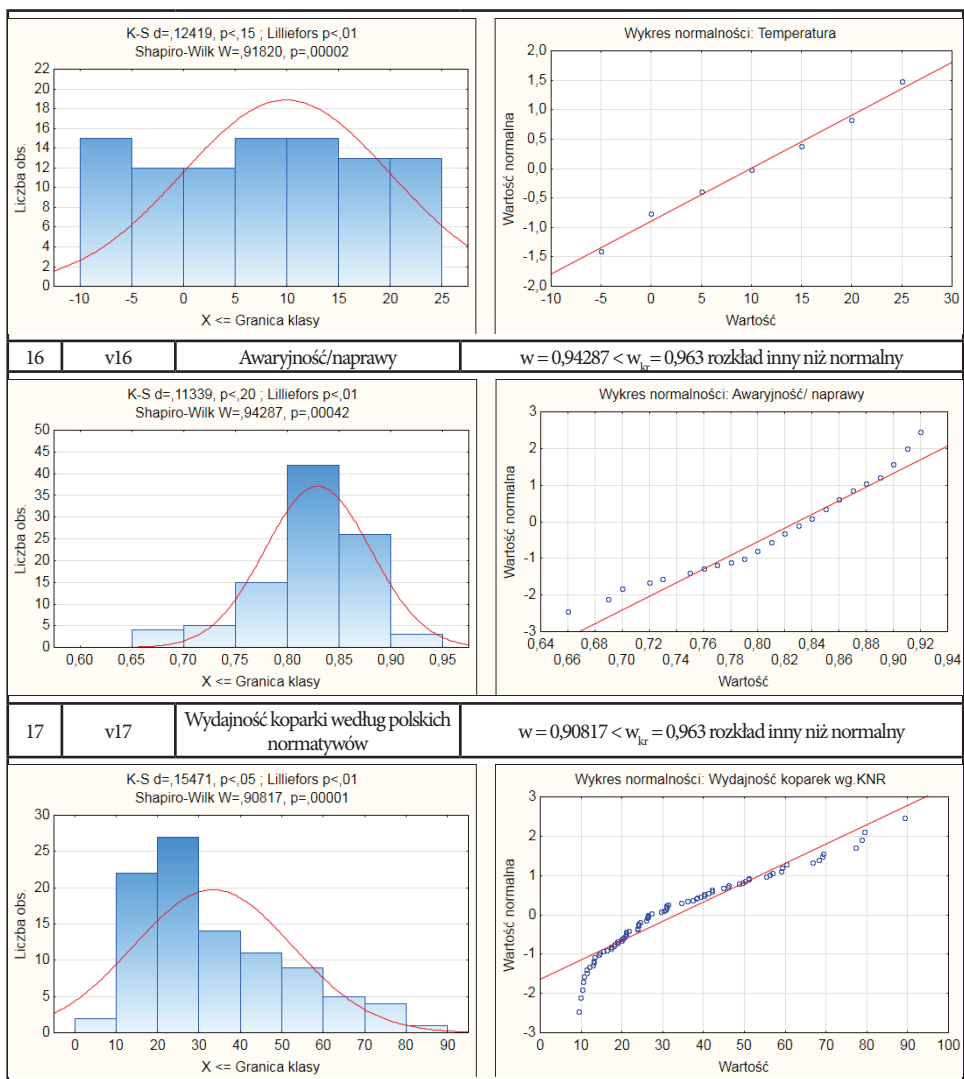 K-S d=,12419, p<,15 ; Lilliefors p<,01
Shapiro-Wilk W=,91820, p=,00002
22
20
18
16
14
12
10
8
6
4
2
0
Liczba obs.
-10 -5 0 5 10 15 20 25
X <= Granica klasy
Wykres normalności: Temperatura
2,0
1,5
1,0
0,5
0,0
-0,5
-1,0
-1,5
-2,0
Wartość normalna
-10 -5 0 5 10 15 20 25 30
Wartość
16 v16 Awaryjność/naprawy w = 0,94287 < wkr = 0,963 rozkład inny niż normalny
K-S d=,11339, p<,20 ; Lilliefors p<,01
Shapiro-Wilk W=,94287, p=,00042
50
45
40
35
30
25
20
15
10
5
0
Liczba obs.
0,60 0,65 0,70 0,75 0,80 0,85 0,90 0,95
X <= Granica klasy
Wykres normalności: Awaryjność/ naprawy
3
2
1
0
-1
-2
-3
Wartość normalna
0,64 0,68 0,72 0,76 0,80 0,84 0,88 0,92
0,66 0,70 0,74 0,78 0,82 0,86 0,90 0,94
Wartość
17 v17 Wydajność koparki według polskich
normatywów w = 0,90817 < wkr = 0,963 rozkład inny niż normalny
K-S d=,15471, p<,05 ; Lilliefors p<,01
Shapiro-Wilk W=,90817, p=,00001
30
25
20
15
10
5
0
Liczba obs.
0 10 20 30 40 50 60 70 80 90
X <= Granica klasy
Wykres normalności: Wydajność koparek wg.KNR
3
2
1
0
-1
-2
-3
Wartość normalna
0 10 20 30 40 50 60 70 80 90 100
Wartość